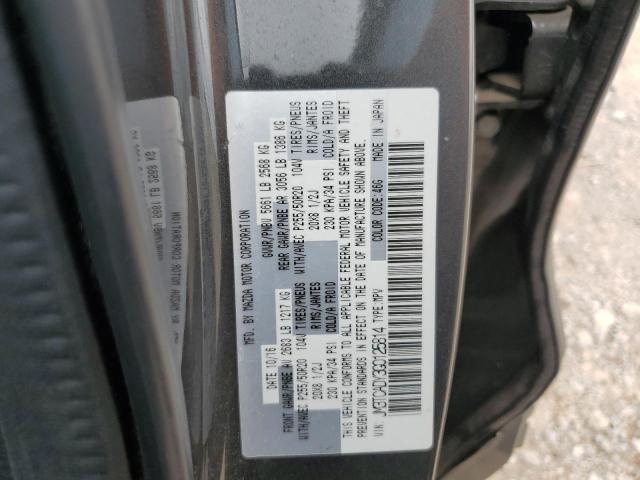 MFD. BY MAZDA MOTOR CORPORATION
DATE: 10/16 GVWR/PNBV 5661 LB 2568 KG
FRONT GAWR/PNBE AV 2683 LB 1217 KG REAR GAWR/PNBE AR 3056 LB 1386 KG
WITH/AVEC P255/50R20 104V TIRES/PNEUS WITH/AVEC P255/50R20 104V TIRES/PNEUS
20X8 1/2J RIMS/JANTES 20X8 1/2J RIMS/JANTES
230 KPA/34 PSI COLD/A FROID 230 KPA/34 PSI COLD/A FROID
THIS VEHICLE CONFORMS TO ALL APPLICABLE FEDERAL MOTOR VEHICLE SAFETY AND THEFT
PREVENTION STANDARDS IN EFFECT ON THE DATE OF MANUFACTURE SHOWN ABOVE.
COLOR CODE:46G MADE IN JAPAN
VIN: JM3TCADY3G0125814 TYPE:MPV